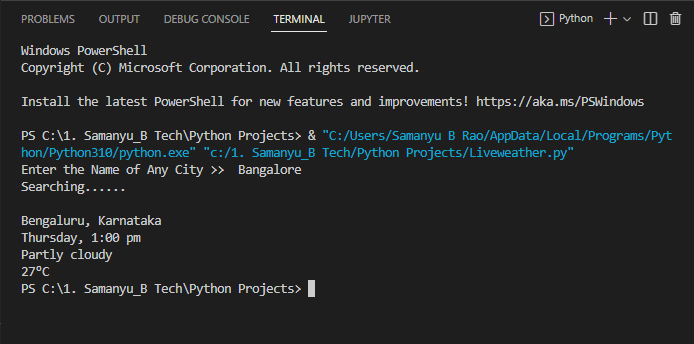 PROBLEMS OUTPUT DEBUG CONSOLE TERMINAL JUPYTER Python
Windows PowerShell
Copyright (C) Microsoft Corporation. All rights reserved.
Install the latest PowerShell for new features and improvements! https://aka.ms/PSWindows
PS C:\1. Samanyu_B Tech\Python Projects> & "C:/Users/Samanyu B Rao/AppData/Local/Programs/Pyt
hon/Python310/python.exe" "c:/1. Samanyu_B Tech/Python Projects/Liveweather.py"
Enter the Name of Any City >>  Bangalore
Searching......
Bengaluru, Karnataka
Thursday, 1:00 pm
Partly cloudy
27°C
PS C:\1. Samanyu_B Tech\Python Projects>